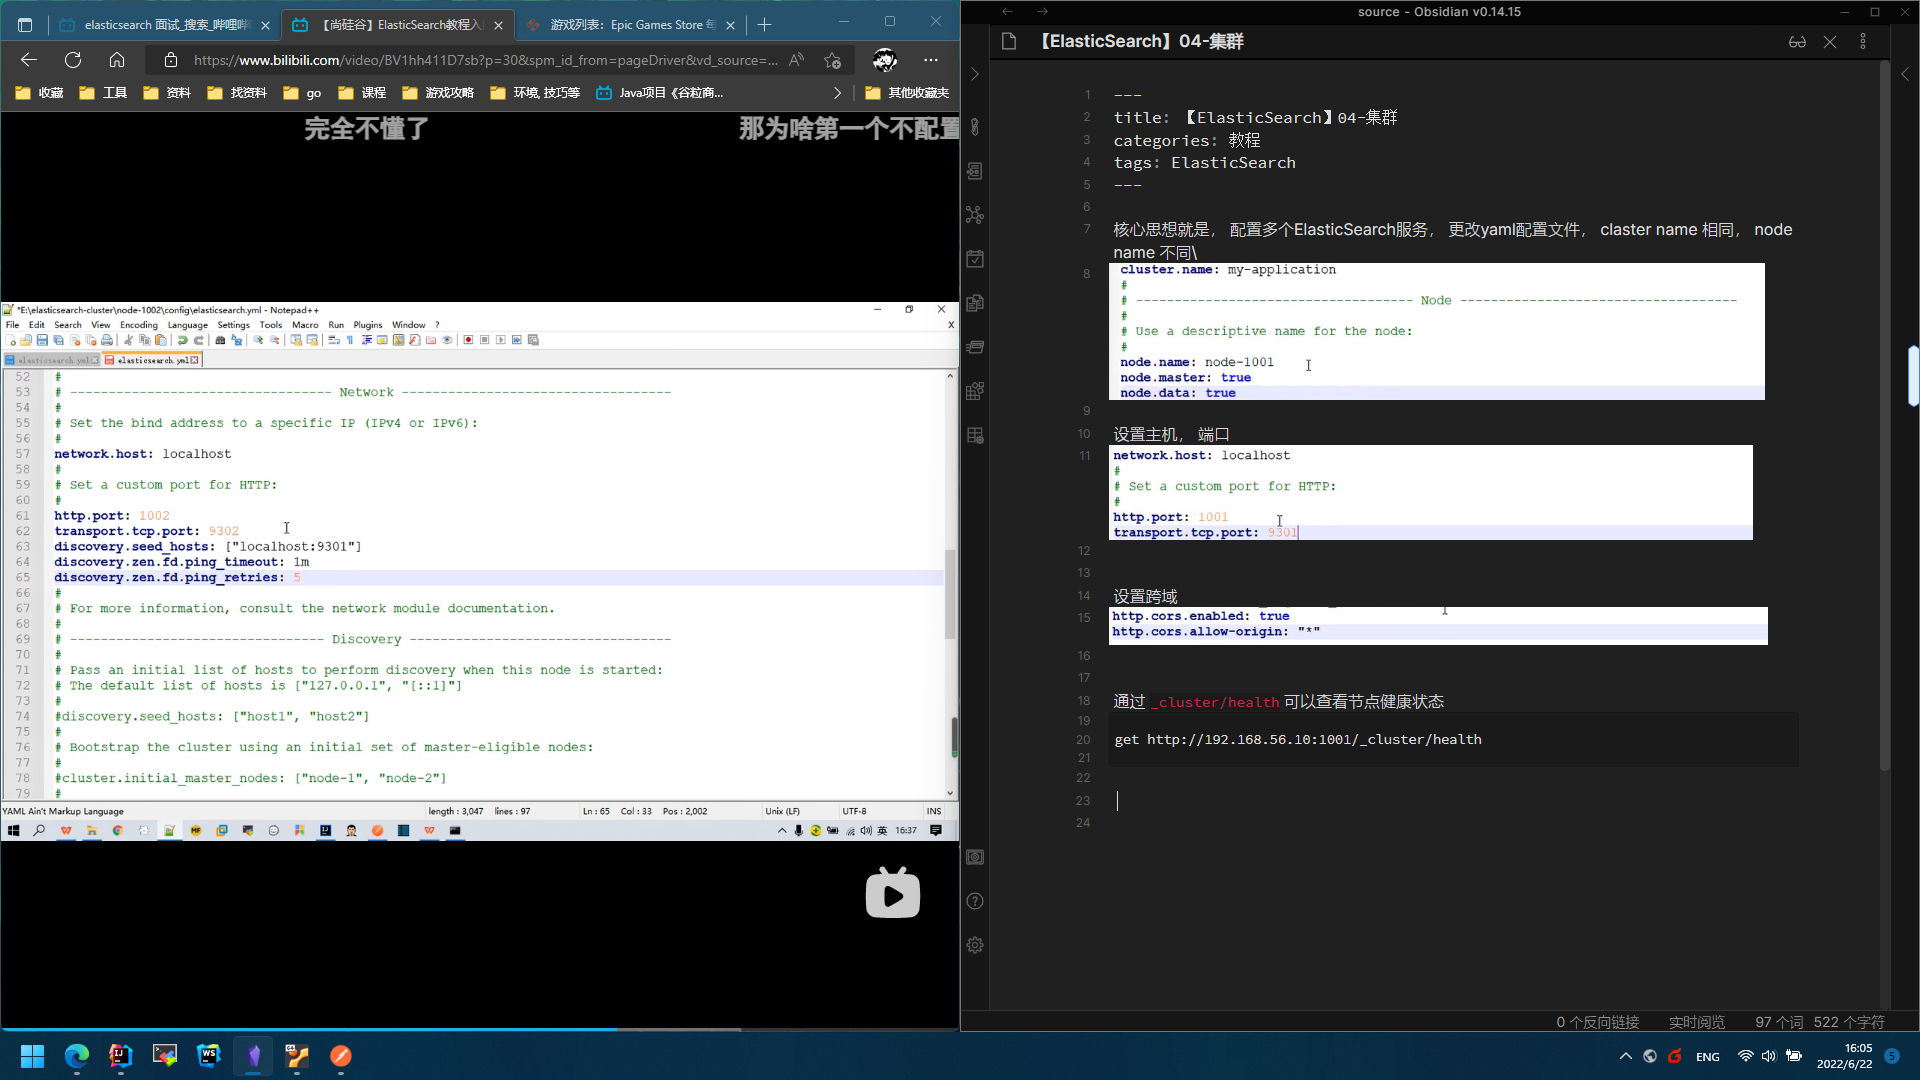 elasticsearch 面试_搜索_哔哩哔
【尚硅谷】ElasticSearch教程入
游戏列表：Epic Games Store 每
https://www.bilibili.com/video/BV1hh411D7sb?p=30&spm_id_from=pageDriver&vd_source=...
收藏 工具 资料 找资料 go 课程 游戏攻略 环境, 技巧等 Java项目《谷粒商... 其他收藏夹
完全不懂了 那为啥第一个不配置
*E:\elasticsearch-cluster\node-1002\config\elasticsearch.yml - Notepad++
File Edit Search View Encoding Language Settings Tools Macro Run Plugins Window ? X
elasticsearch.yml elasticsearch.yml
52 #
53 # ---------------------------------- Network -----------------------------------
54 #
55 # Set the bind address to a specific IP (IPv4 or IPv6):
56 #
57 network.host: localhost
58 #
59 # Set a custom port for HTTP:
60 #
61 http.port: 1002
62 transport.tcp.port: 9302
63 discovery.seed_hosts: ["localhost:9301"]
64 discovery.zen.fd.ping_timeout: 1m
65 discovery.zen.fd.ping_retries: 5
66 #
67 # For more information, consult the network module documentation.
68 #
69 # --------------------------------- Discovery ----------------------------------
70 #
71 # Pass an initial list of hosts to perform discovery when this node is started:
72 # The default list of hosts is ["127.0.0.1", "[::1]"]
73 #
74 #discovery.seed_hosts: ["host1", "host2"]
75 #
76 # Bootstrap the cluster using an initial set of master-eligible nodes:
77 #
78 #cluster.initial_master_nodes: ["node-1", "node-2"]
79 #
YAML Ain't Markup Language length : 3,047 lines : 97 Ln : 65 Col : 33 Pos : 2,002 Unix (LF) UTF-8 INS
英 16:37
source - Obsidian v0.14.15
【ElasticSearch】04-集群
1 ---
2 title: 【ElasticSearch】04-集群
3 categories: 教程
4 tags: ElasticSearch
5 ---
6
7 核心思想就是， 配置多个ElasticSearch服务， 更改yaml配置文件， claster name 相同， node
name 不同\
8 cluster.name: my-application
#
# ------------------------------------ Node ------------------------------------
#
# Use a descriptive name for the node:
#
node.name: node-1001
node.master: true
node.data: true
9
10 设置主机， 端口
11 network.host: localhost
#
# Set a custom port for HTTP:
#
http.port: 1001
transport.tcp.port: 9301
12
13
14 设置跨域
15 http.cors.enabled: true
http.cors.allow-origin: "*"
16
17
18 通过 _cluster/health 可以查看节点健康状态
19
20 get http://192.168.56.10:1001/_cluster/health
21
22
23
24
0 个反向链接 实时阅览 97 个词 522 个字符
ENG 16:05
2022/6/22 5